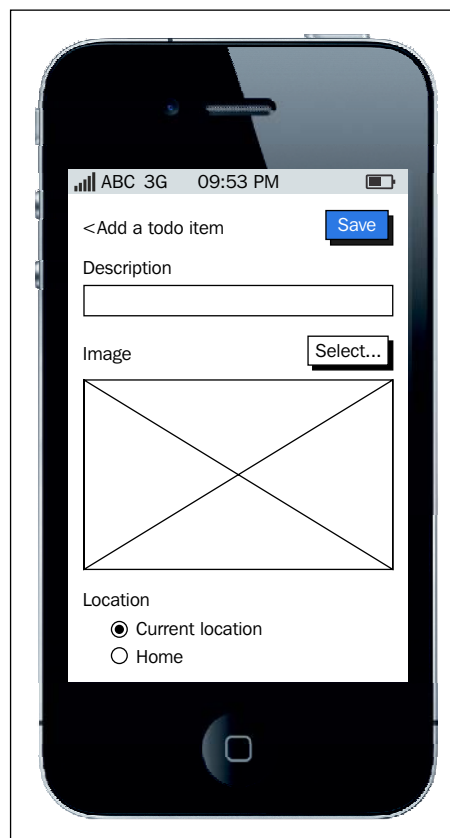 ABC 3G 09:53 PM
<Add a todo item Save
Description
Image Select...
Location
Current location
Home